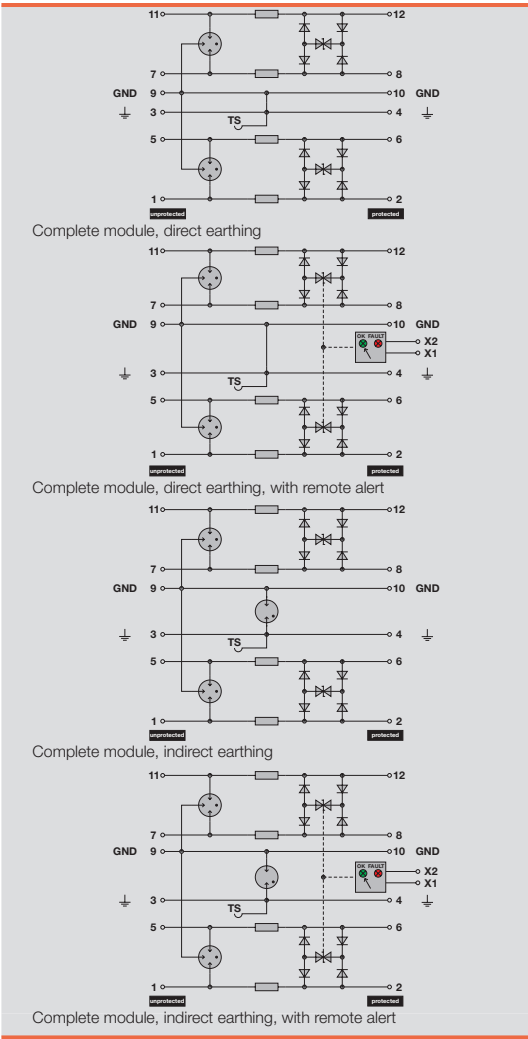 11 12
7 8
GND 9 10 GND
3 4
TS
5 6
1 2
unprotected protected
Complete module, direct earthing
11 12
7 8
GND 9 10 GND
OK FAULT
X2
X1
3 4
TS
5 6
1 2
unprotected protected
Complete module, direct earthing, with remote alert
11 12
7 8
GND 9 10 GND
3 4
TS
5 6
1 2
unprotected protected
Complete module, indirect earthing
11 12
7 8
GND 9 10 GND
OK FAULT
X2
X1
3 4
TS
5 6
1 2
unprotected protected
Complete module, indirect earthing, with remote alert